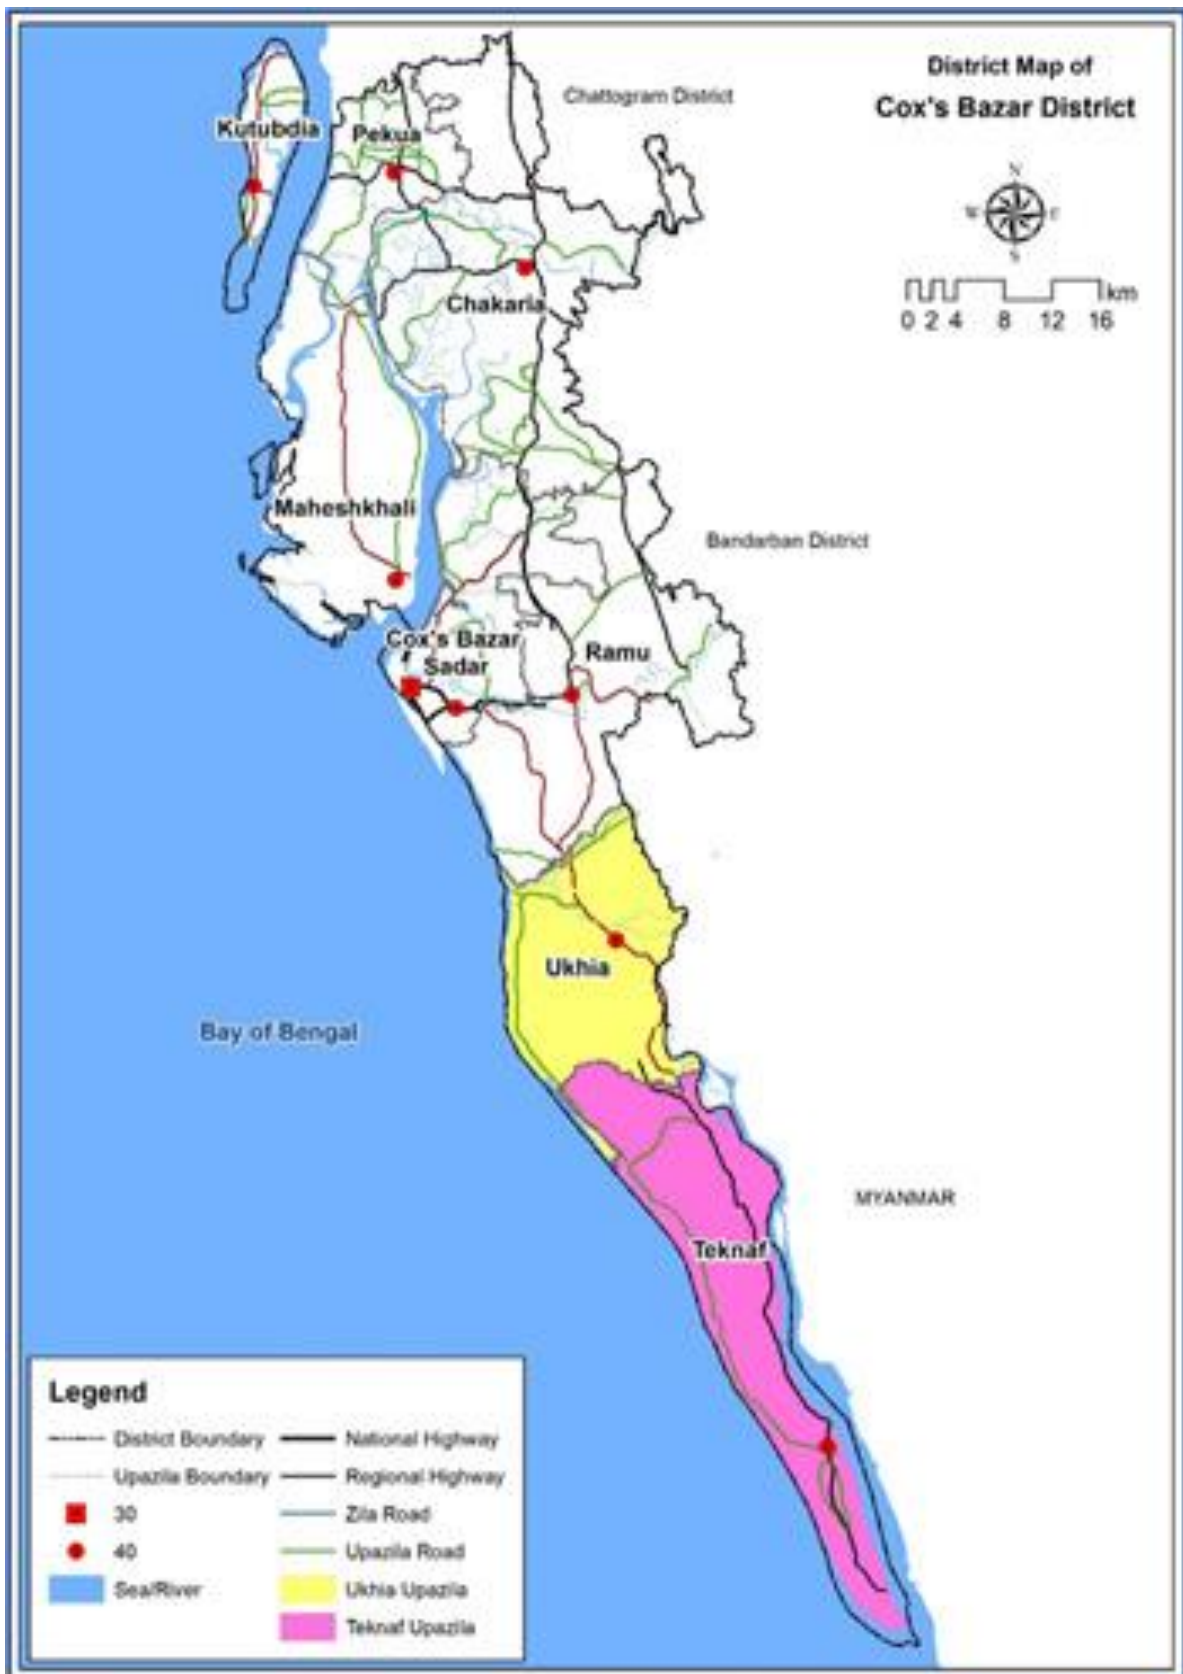 District Map of
Cox's Bazar District
Chattogram District
Kutubdia
Pekua
N
W
E
S
km
0 2 4 8 12 16
Chakaria
Maheshkhali
Bandarban District
Cox's Bazar
Sadar
Ramu
Ukhia
Bay of Bengal
MYANMAR
Teknaf
Legend
District Boundary
National Highway
Upazila Boundary
Regional Highway
30
Zila Road
40
Upazila Road
Sea/River
Ukhia Upazila
Teknaf Upazila